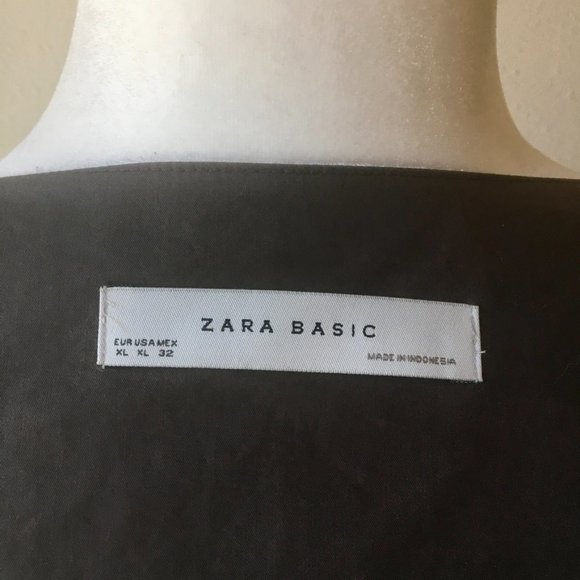 ZARA BASIC
EUR USA MEX
XL XL 32
MADE IN INDONESIA